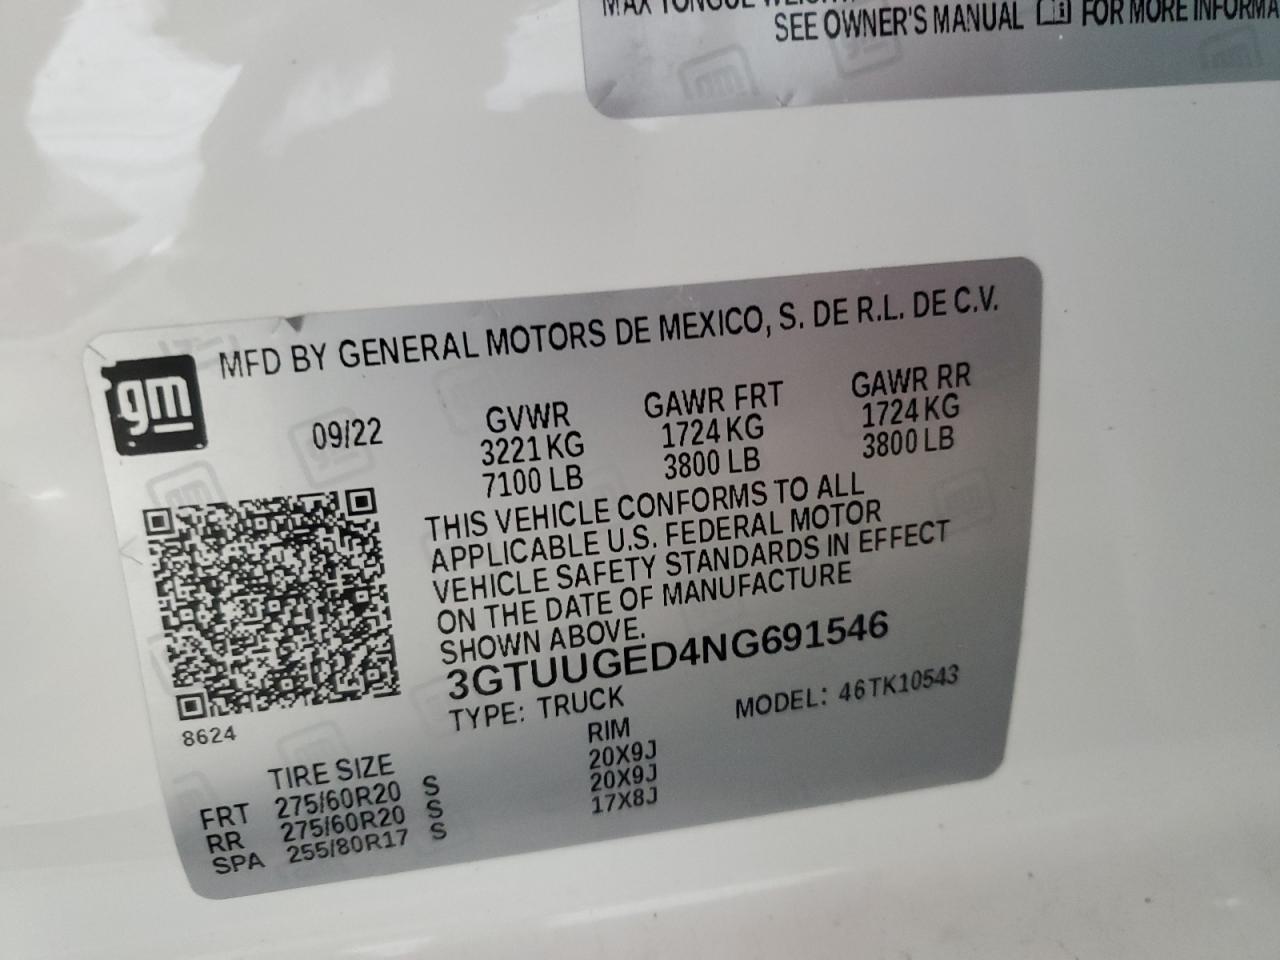 MAX TONGUE WEIGHT
SEE OWNER'S MANUAL FOR MORE INFORMA
MFD BY GENERAL MOTORS DE MEXICO, S. DE R.L. DE C.V.
gm
09/22
GVWR GAWR FRT GAWR RR
3221 KG 1724 KG 1724 KG
7100 LB 3800 LB 3800 LB
THIS VEHICLE CONFORMS TO ALL
APPLICABLE U.S. FEDERAL MOTOR
VEHICLE SAFETY STANDARDS IN EFFECT
ON THE DATE OF MANUFACTURE
SHOWN ABOVE.
3GTUUGED4NG691546
TYPE: TRUCK MODEL: 46TK10543
8624
TIRE SIZE RIM
FRT 275/60R20 S 20X9J
RR 275/60R20 S 20X9J
SPA 255/80R17 S 17X8J